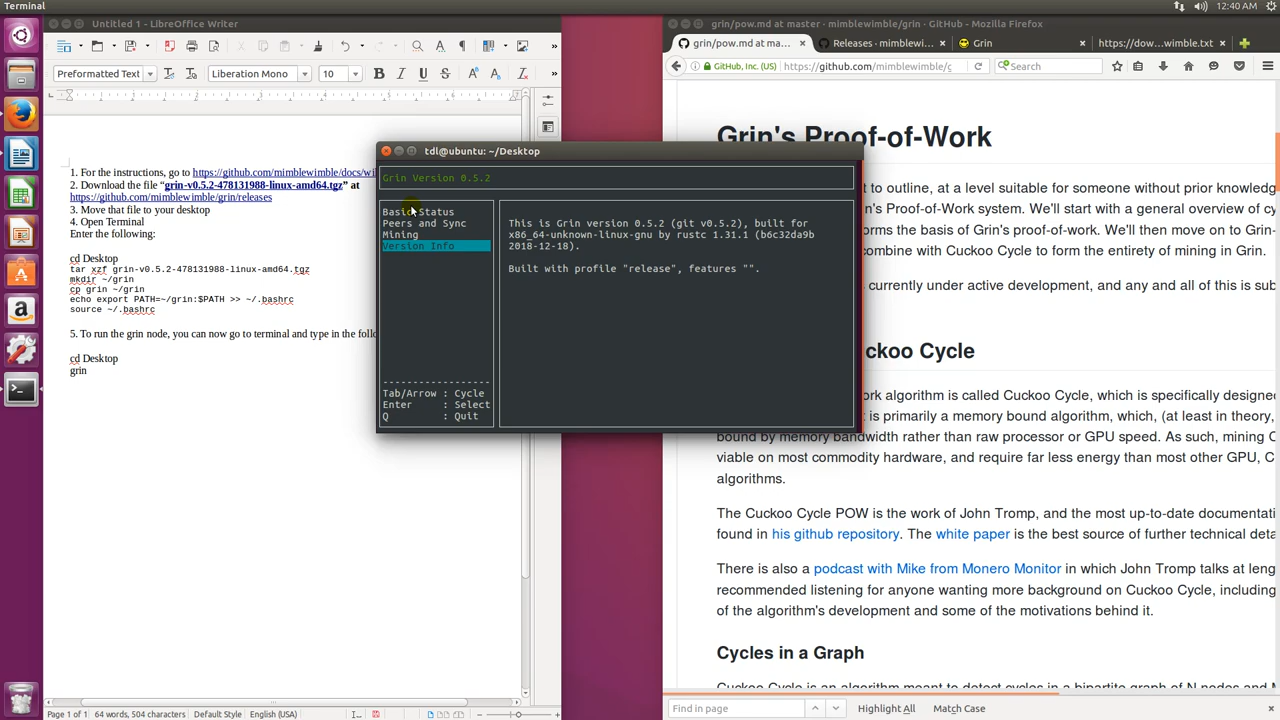 Terminal
12:40 AM
Untitled 1 - LibreOffice Writer
Preformatted Text
Liberation Mono
10
1. For the instructions, go to https://github.com/mimblewimble/docs/wi
2. Download the file "grin-v0.5.2-478131988-linux-amd64.tgz" at
https://github.com/mimblewimble/grin/releases
3. Move that file to your desktop
4. Open Terminal
Enter the following:
cd Desktop
tar xzf grin-v0.5.2-478131988-linux-amd64.tgz
mkdir ~/grin
cp grin ~/grin
echo export PATH=~/grin:$PATH >> ~/.bashrc
source ~/.bashrc
5. To run the grin node, you can now go to terminal and type in the follo
cd Desktop
grin
Page 1 of 1
64 words, 504 characters
Default Style
English (USA)
tdl@ubuntu: ~/Desktop
Grin Version 0.5.2
Basic Status
Peers and Sync
Mining
Version Info
------------------
Tab/Arrow : Cycle
Enter : Select
Q : Quit
This is Grin version 0.5.2 (git v0.5.2), built for
x86_64-unknown-linux-gnu by rustc 1.31.1 (b6c32da9b
2018-12-18).
Built with profile "release", features "".
grin/pow.md at master · mimblewimble/grin · GitHub - Mozilla Firefox
grin/pow.md at ma…
Releases · mimblewi…
Grin
https://dow…wimble.txt
GitHub, Inc. (US)
https://github.com/mimblewimble/g
Search
Grin's Proof-of-Work
t to outline, at a level suitable for someone without prior knowledg
n's Proof-of-Work system. We'll start with a general overview of cy
forms the basis of Grin's proof-of-work. We'll then move on to Grin-
combine with Cuckoo Cycle to form the entirety of mining in Grin.
currently under active development, and any and all of this is sub
ckoo Cycle
rk algorithm is called Cuckoo Cycle, which is specifically designed
t is primarily a memory bound algorithm, which, (at least in theory,
bound by memory bandwidth rather than raw processor or GPU speed. As such, mining C
viable on most commodity hardware, and require far less energy than most other GPU, C
algorithms.
The Cuckoo Cycle POW is the work of John Tromp, and the most up-to-date documentati
found in his github repository. The white paper is the best source of further technical deta
There is also a podcast with Mike from Monero Monitor in which John Tromp talks at leng
recommended listening for anyone wanting more background on Cuckoo Cycle, including
of the algorithm's development and some of the motivations behind it.
Cycles in a Graph
Cuckoo Cycle is an algorithm meant to detect cycles in a bipartite graph of N nodes and M
Find in page
Highlight All
Match Case